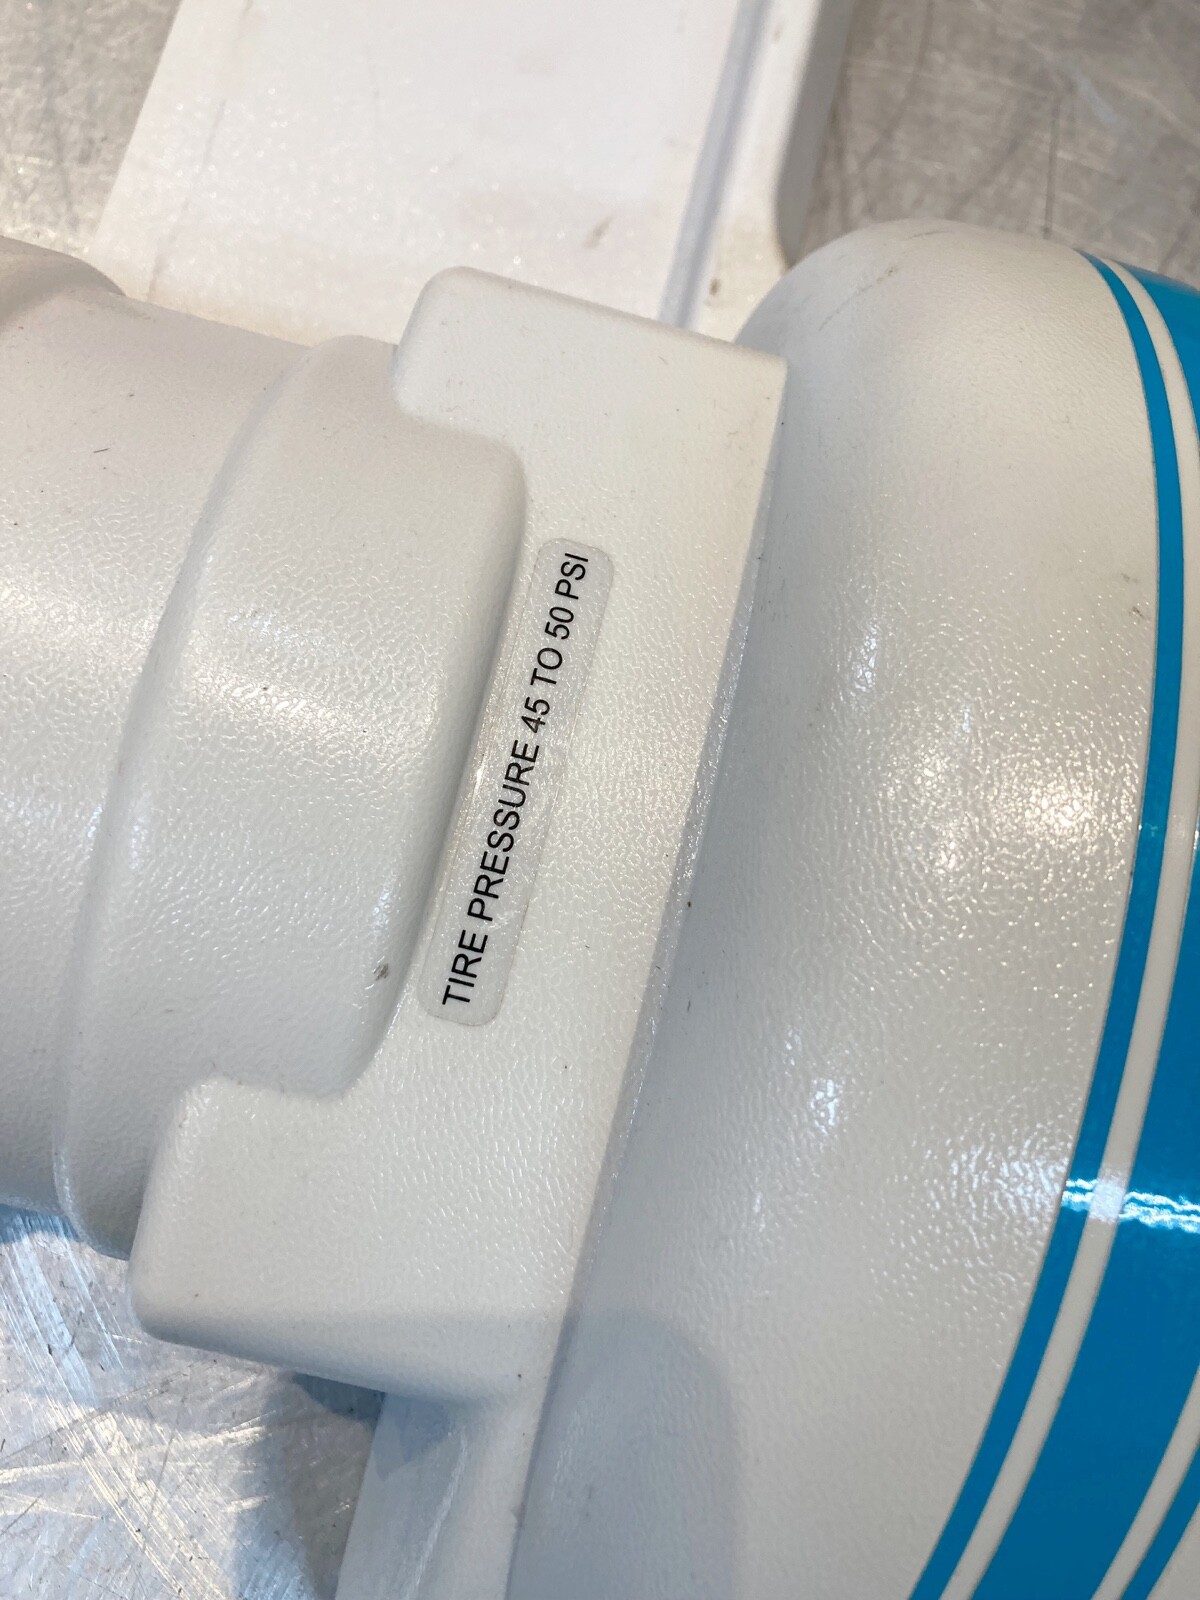 TIRE PRESSURE 45 TO 50 PSI